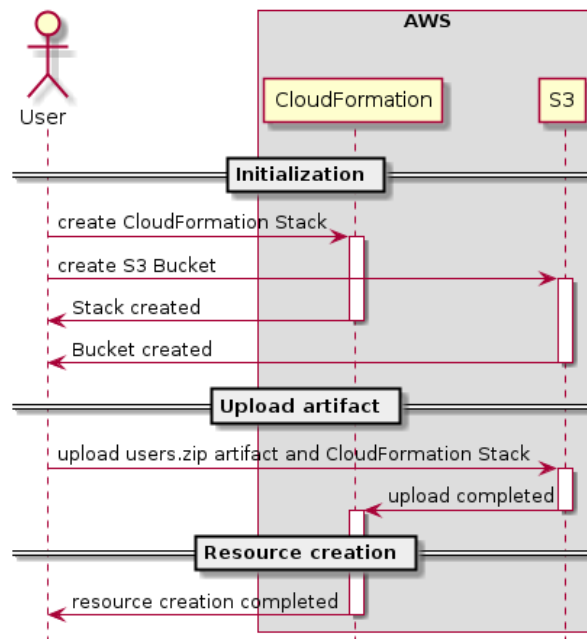 AWS
User
CloudFormation
S3
Initialization
create CloudFormation Stack
create S3 Bucket
Stack created
Bucket created
Upload artifact
upload users.zip artifact and CloudFormation Stack
upload completed
Resource creation
resource creation completed